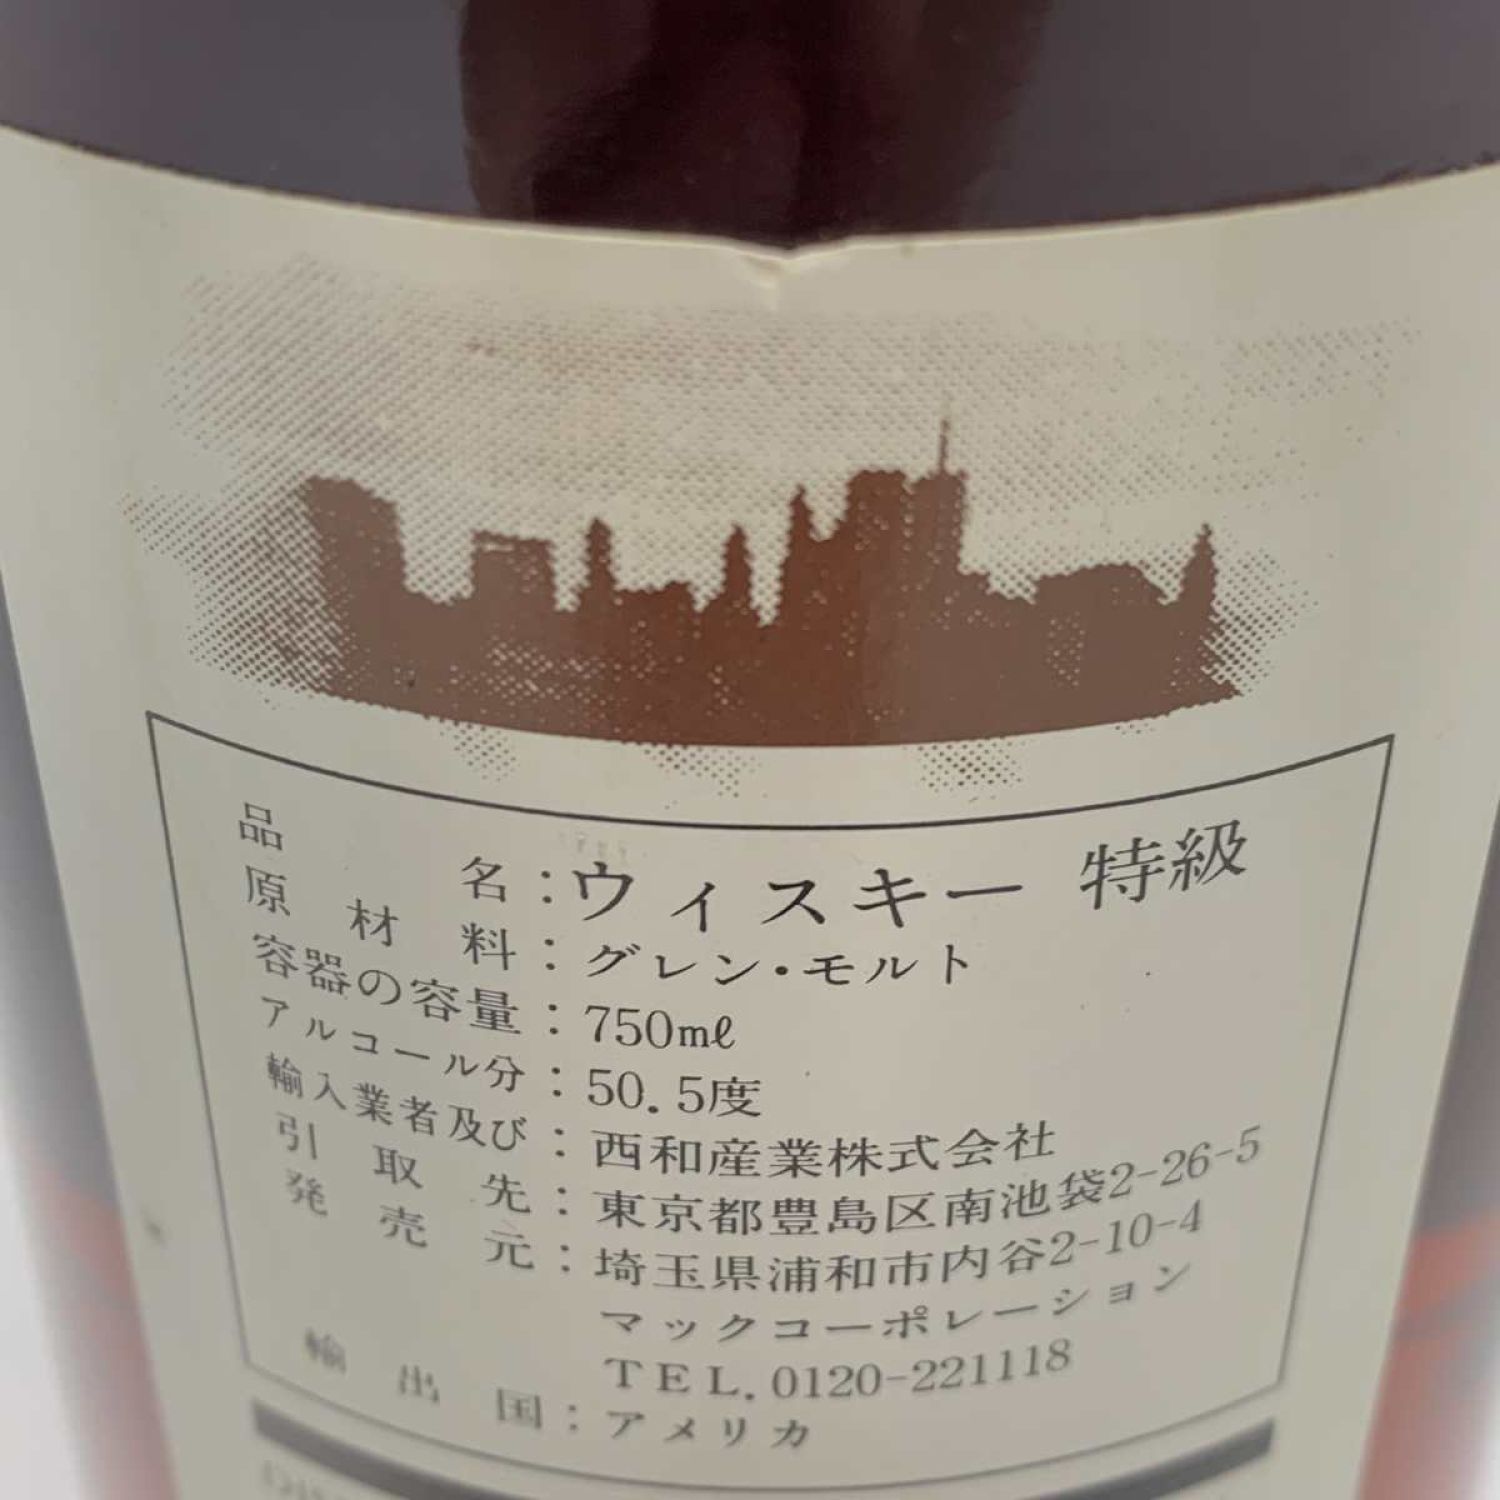 品名：ウィスキー 特級
原材料：グレン・モルト
容器の容量：750mℓ
アルコール分：50.5度
輸入業者及び：西和産業株式会社
引取先：東京都豊島区南池袋2-26-5
発売元：埼玉県浦和市内谷2-10-4
マックコーポレーション
TEL.0120-221118
輸出国：アメリカ